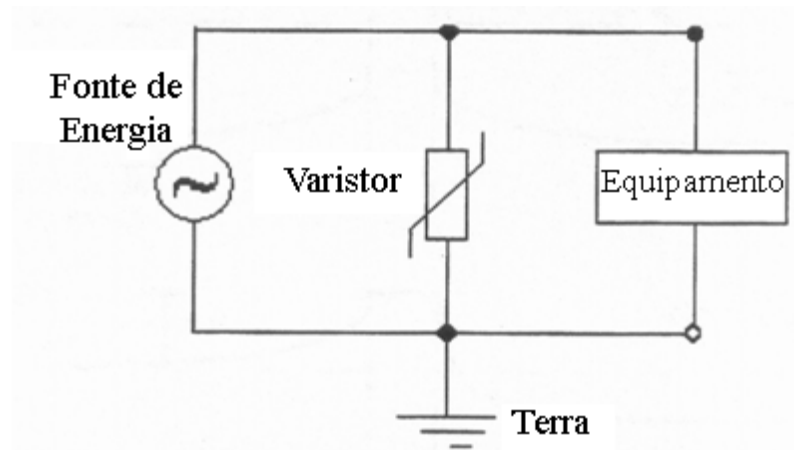 Fonte de
Energia
Varistor
Equipamento
Terra